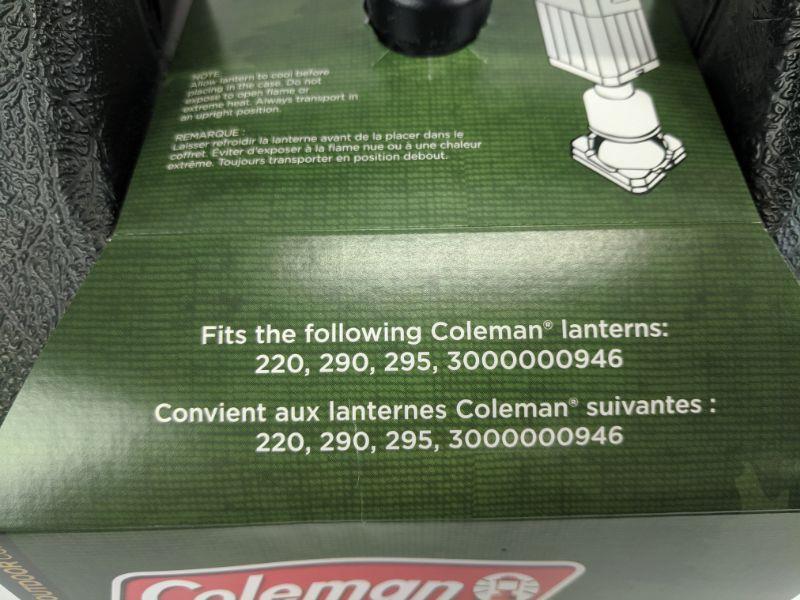 NOTE:
Allow lantern to cool before
placing in the case. Do not
expose to open flame or
extreme heat. Always transport in
an upright position.
REMARQUE :
Laisser refroidir la lanterne avant de la placer dans le
coffret. Éviter d'exposer à la flamme nue ou à une chaleur
extrême. Toujours transporter en position debout.
Fits the following Coleman® lanterns:
220, 290, 295, 3000000946
Convient aux lanternes Coleman® suivantes :
220, 290, 295, 3000000946
OUTDOOR
Coleman